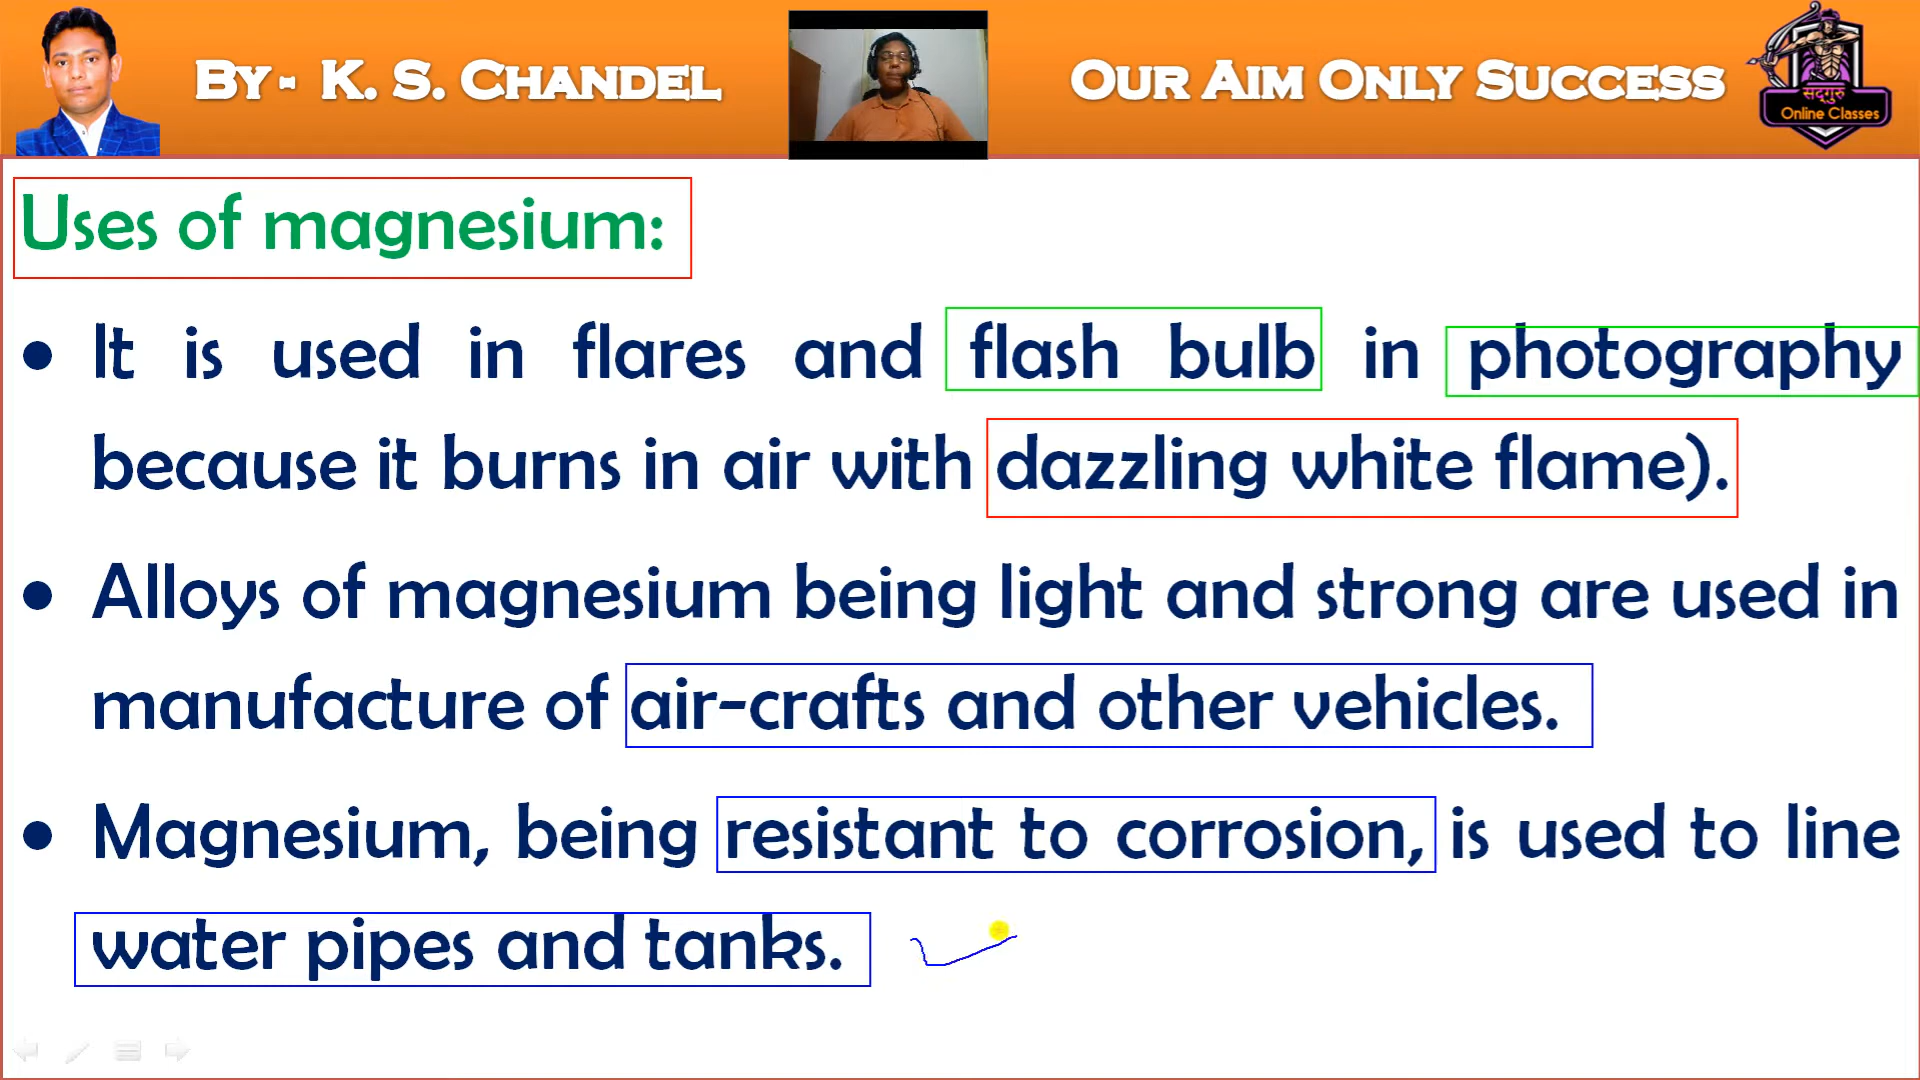 BY - K. S. CHANDEL
OUR AIM ONLY SUCCESS
सद्गुरु
Online Classes
Uses of magnesium:
• It is used in flares and flash bulb in photography
because it burns in air with dazzling white flame).
• Alloys of magnesium being light and strong are used in
manufacture of air-crafts and other vehicles.
• Magnesium, being resistant to corrosion, is used to line
water pipes and tanks.